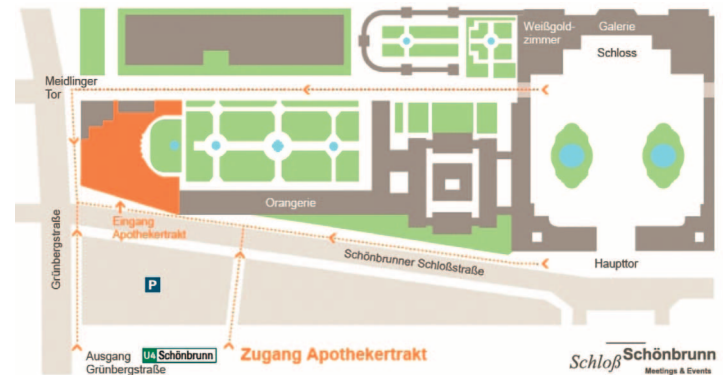 Weißgold-
zimmer
Galerie
Schloss
Meidlinger
Tor
Orangerie
Eingang
Apothekertrakt
Grünbergstraße
Schönbrunner Schloßstraße
Haupttor
P
Ausgang
Grünbergstraße
U4 Schönbrunn
Zugang Apothekertrakt
Schloß Schönbrunn
Meetings & Events